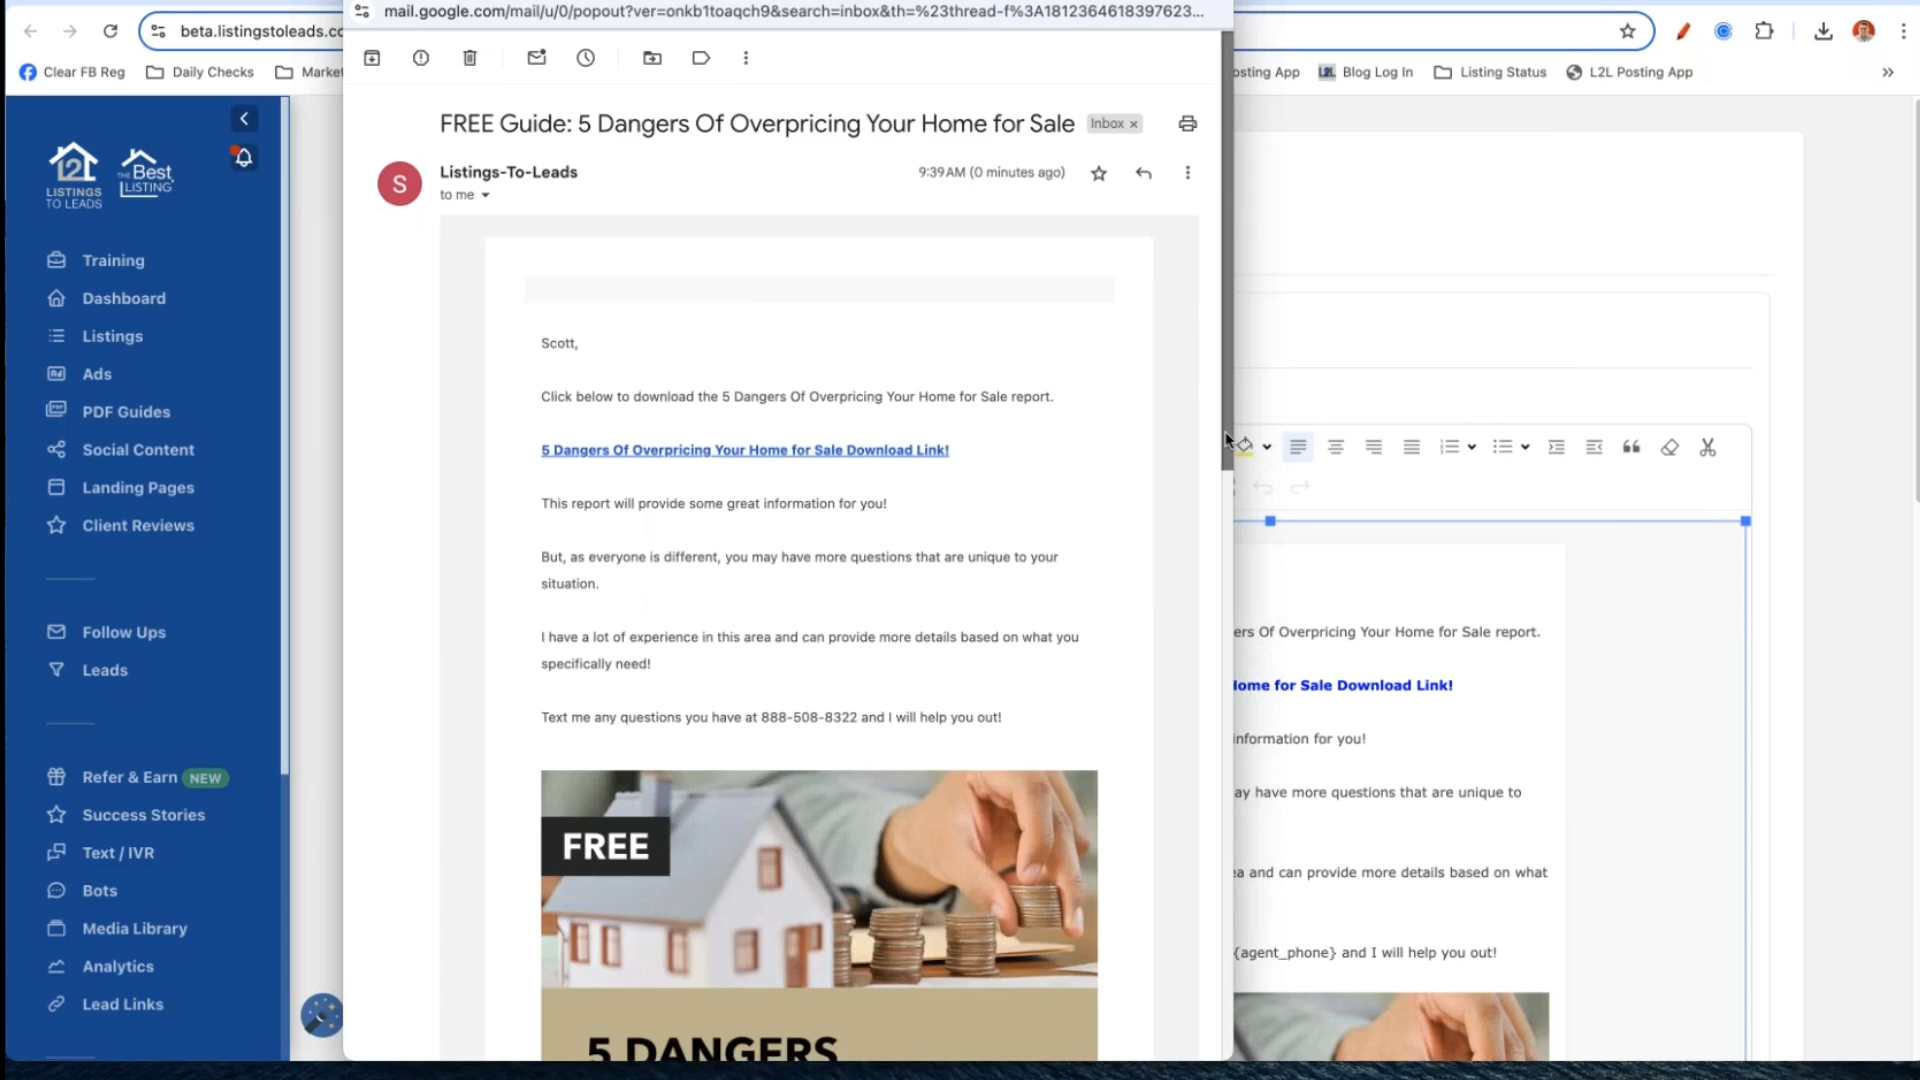 mail.google.com/mail/u/0/popout?ver=onkb1toaqch9&search=inbox&th=%23thread-f%3A1812364618397623...
beta.listingstoleads.co
Clear FB Reg
Daily Checks
Market
osting App
L2L
Blog Log In
Listing Status
L2L Posting App
L2L
LISTINGS
TO LEADS
THE
Best
LISTING
Training
Dashboard
Listings
Ads
PDF Guides
Social Content
Landing Pages
Client Reviews
Follow Ups
Leads
Refer & Earn NEW
Success Stories
Text / IVR
Bots
Media Library
Analytics
Lead Links
FREE Guide: 5 Dangers Of Overpricing Your Home for Sale
Inbox ×
S
Listings-To-Leads
9:39 AM (0 minutes ago)
to me
Scott,
Click below to download the 5 Dangers Of Overpricing Your Home for Sale report.
5 Dangers Of Overpricing Your Home for Sale Download Link!
This report will provide some great information for you!
But, as everyone is different, you may have more questions that are unique to your
situation.
I have a lot of experience in this area and can provide more details based on what you
specifically need!
Text me any questions you have at 888-508-8322 and I will help you out!
FREE
5 DANGERS
ers Of Overpricing Your Home for Sale report.
Home for Sale Download Link!
information for you!
ay have more questions that are unique to
ea and can provide more details based on what
{agent_phone} and I will help you out!